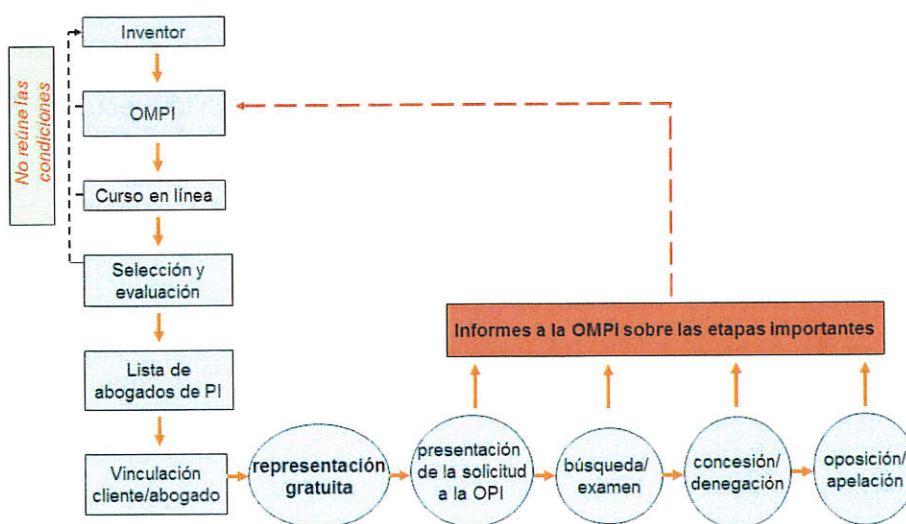 No reúne las
condiciones
Inventor
OMPI
Curso en línea
Selección y
evaluación
Lista de
abogados de PI
Vinculación
cliente/abogado
representación
gratuita
presentación
de la solicitud
a la OPI
búsqueda/
examen
concesión/
denegación
oposición/
apelación
Informes a la OMPI sobre las etapas importantes